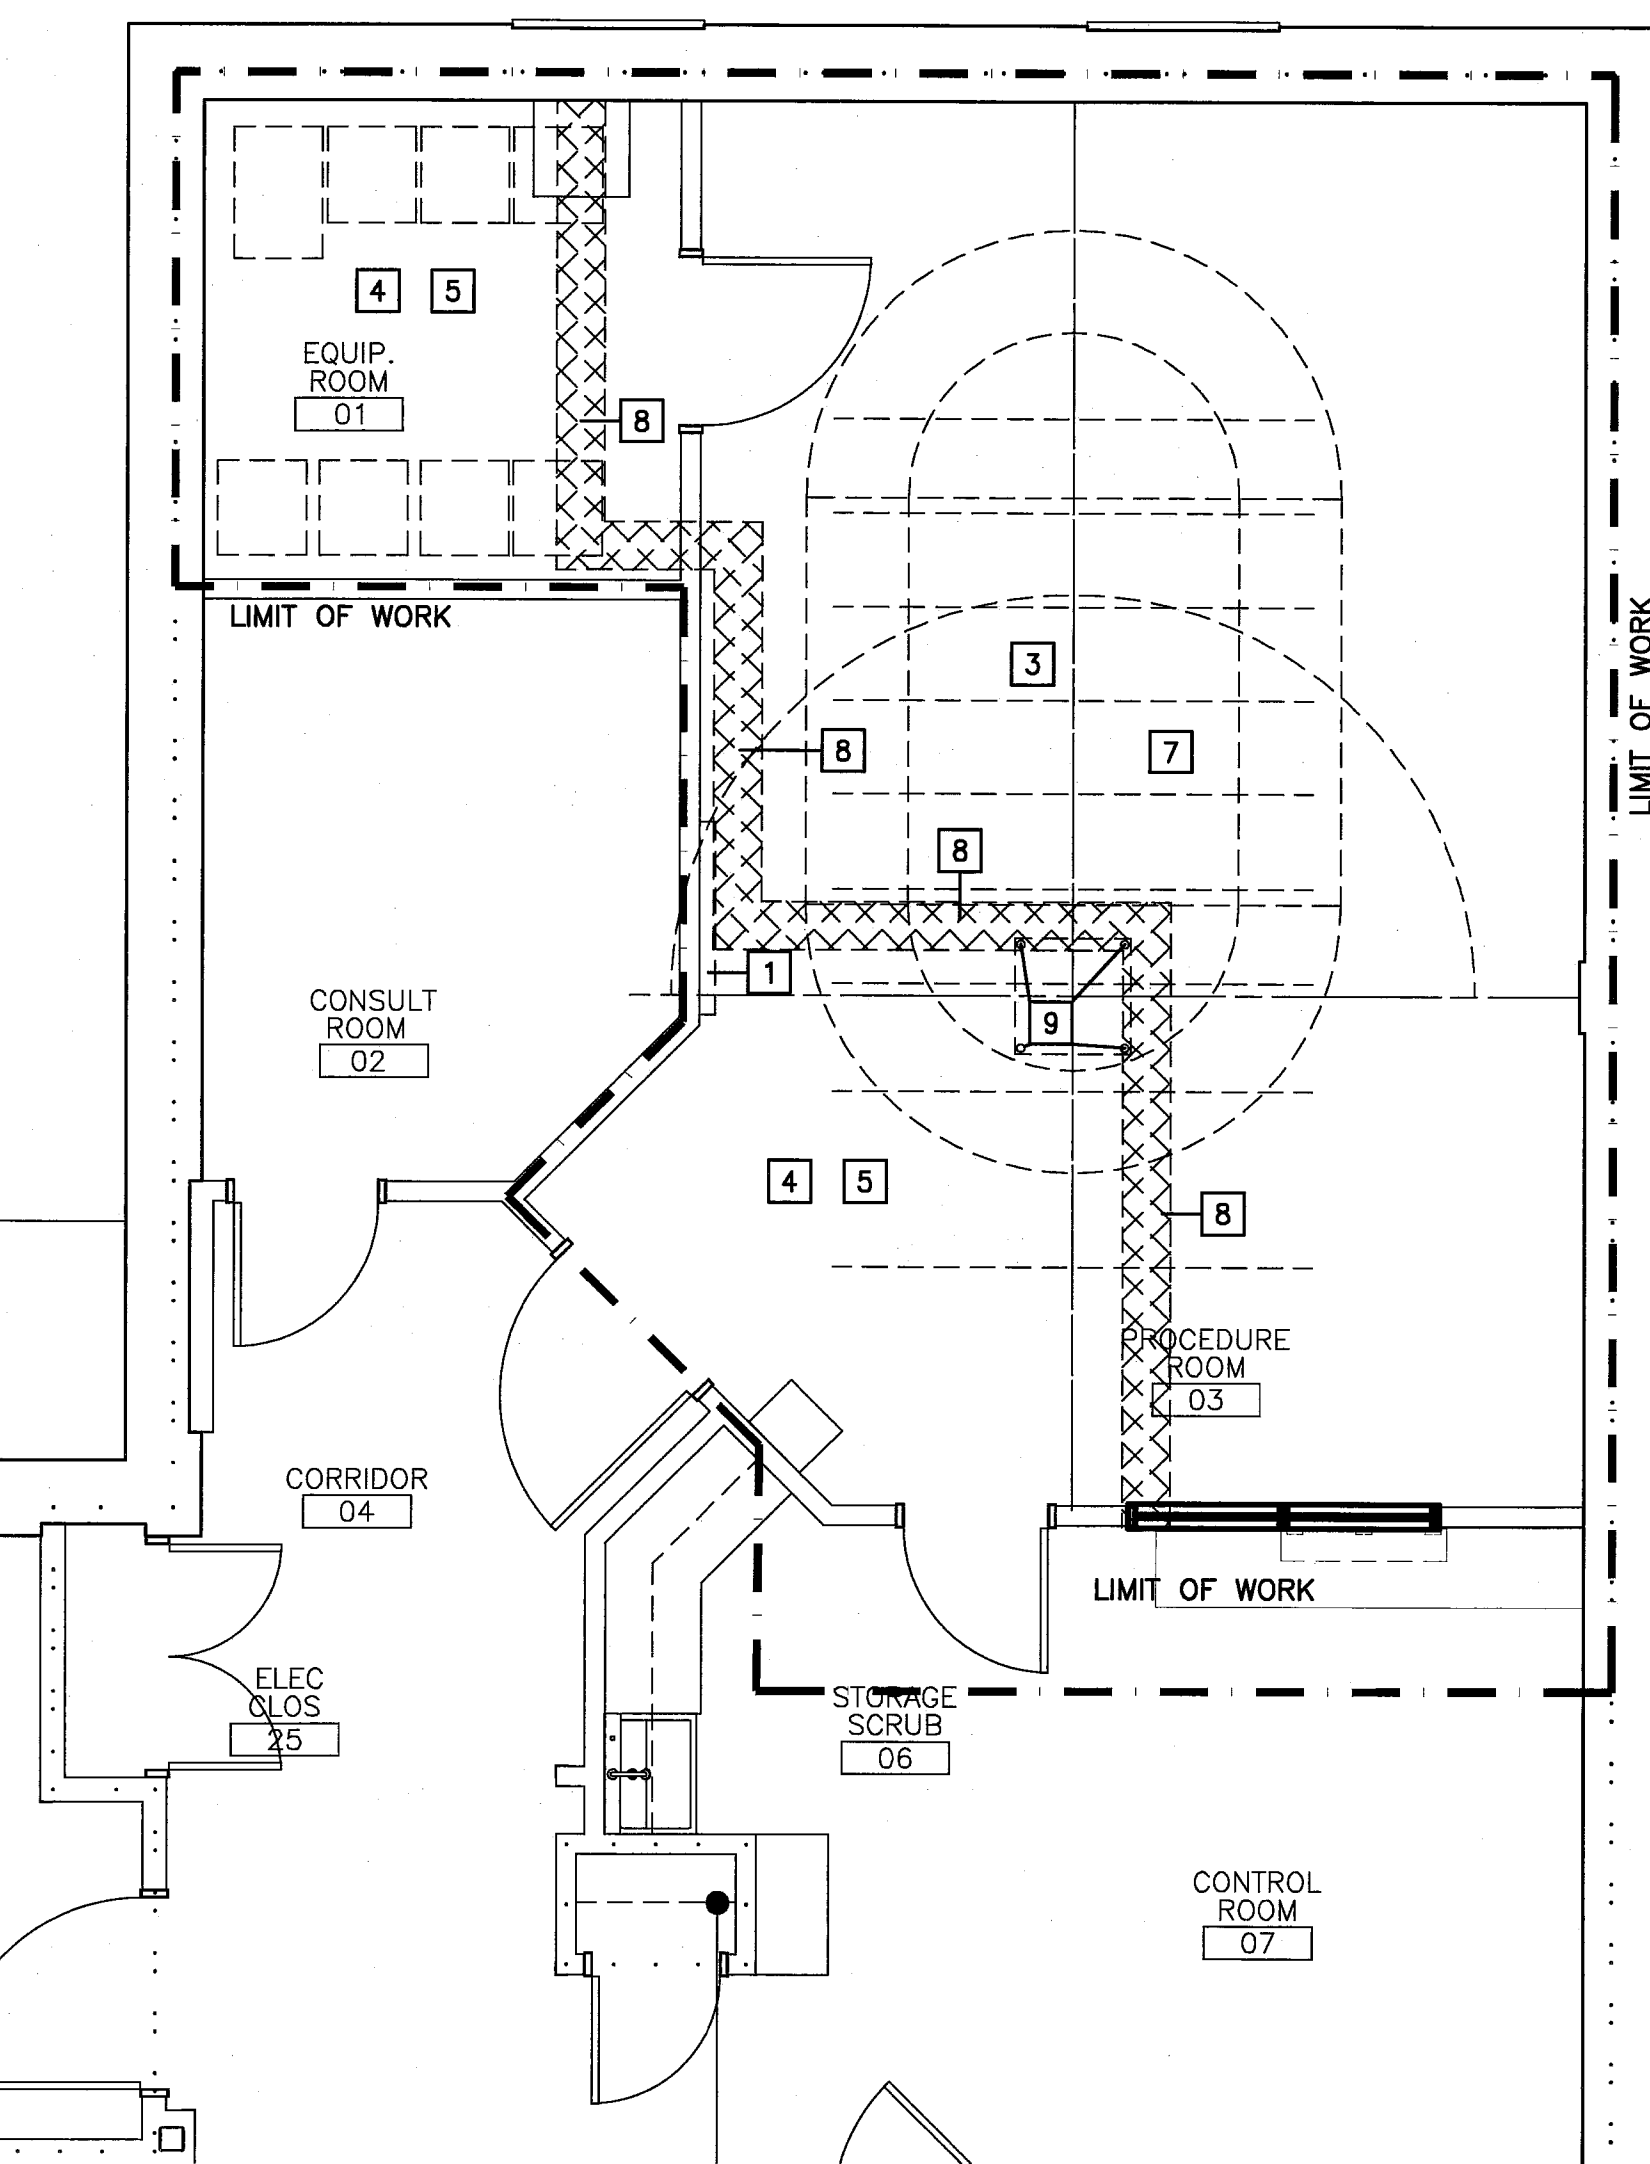 4 5
EQUIP.
ROOM
01
8
LIMIT OF WORK
LIMIT OF WORK
3
8
7
8
1
9
CONSULT
ROOM
02
4 5
8
PROCEDURE
ROOM
03
CORRIDOR
04
LIMIT OF WORK
ELEC
CLOS
25
STORAGE
SCRUB
06
CONTROL
ROOM
07